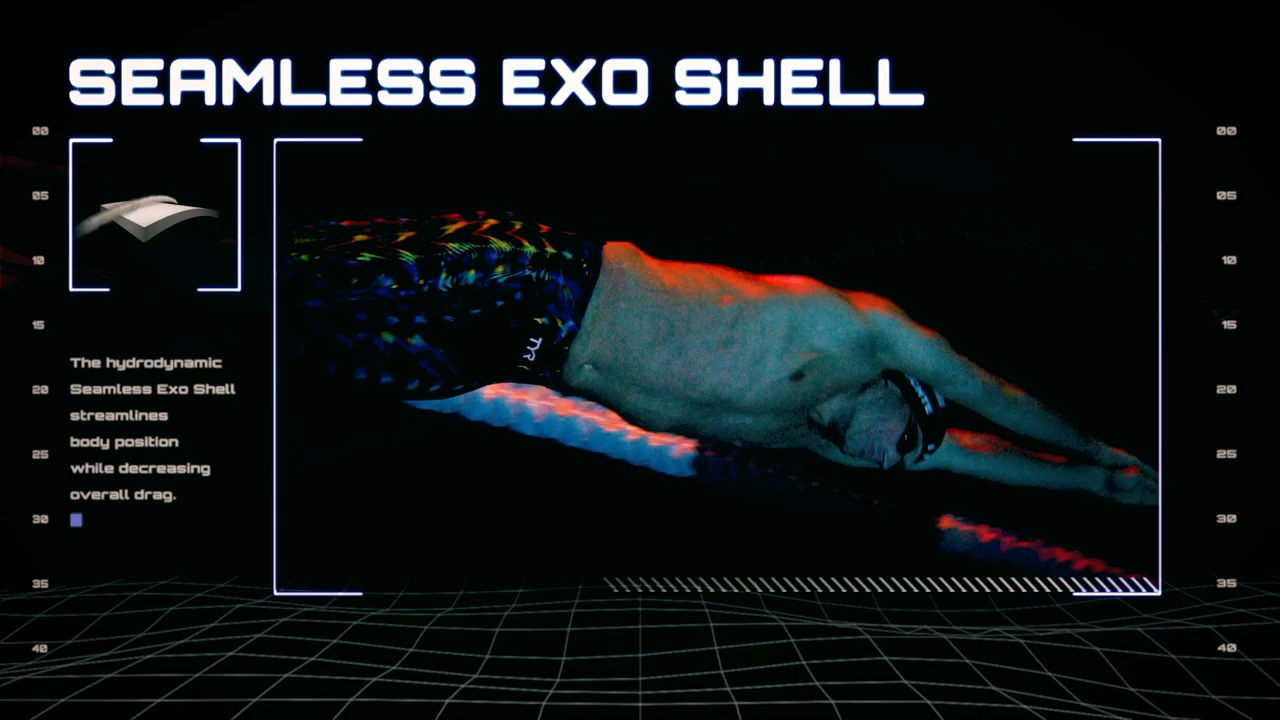 SEAMLESS EXO SHELL
00
05
10
15
20
25
30
35
40
The hydrodynamic
Seamless Exo Shell
streamlines
body position
while decreasing
overall drag.
TYR
00
05
10
15
20
25
30
35
40